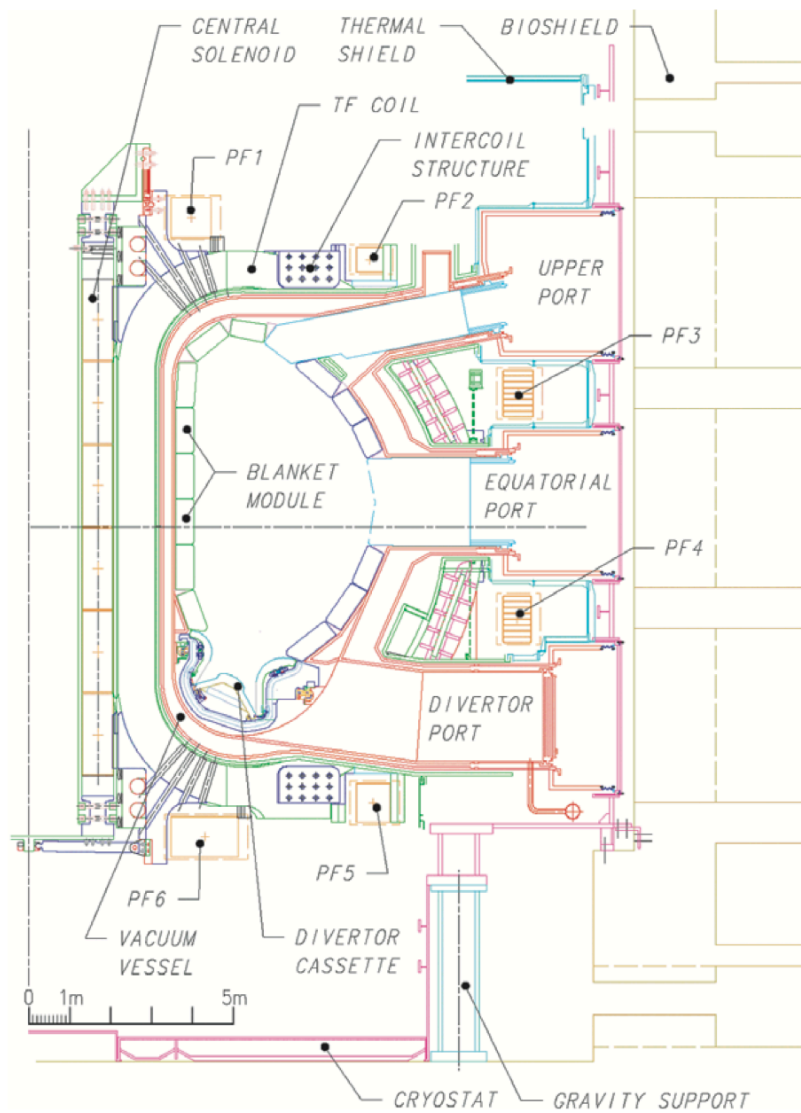 CENTRAL
SOLENOID
THERMAL
SHIELD
BIOSHIELD
TF COIL
PF1
INTERCOIL
STRUCTURE
PF2
UPPER
PORT
PF3
BLANKET
MODULE
EQUATORIAL
PORT
PF4
DIVERTOR
PORT
PF5
PF6
VACUUM
VESSEL
DIVERTOR
CASSETTE
0 1m 5m
CRYOSTAT
GRAVITY SUPPORT